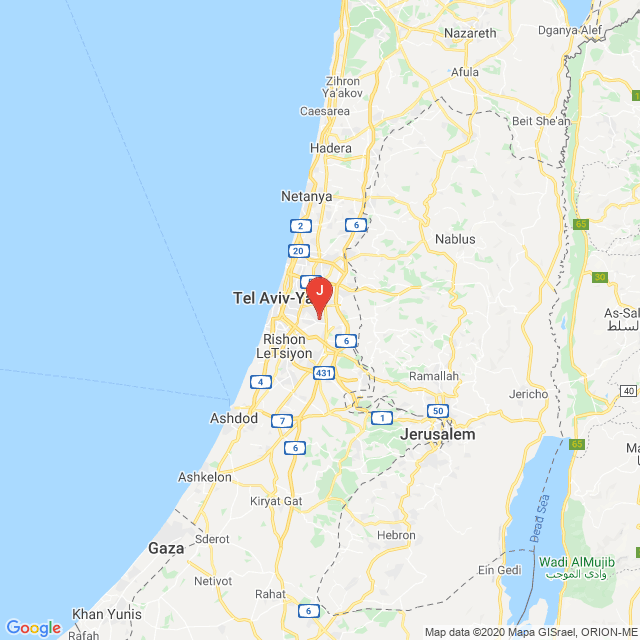 Nazareth
Dganya Alef
Afula
Zihron
Ya'akov
Caesarea
Beit She'an
Hadera
Netanya
2
6
65
Nablus
20
30
Tel Aviv-Ya
J
As-Sal
السلط
Rishon
LeTsiyon
6
431
Ramallah
4
40
Jericho
Ashdod
7
1
50
Jerusalem
65
6
Ma
Ashkelon
Kiryat Gat
Dead Sea
Hebron
Gaza
Sderot
Ein Gedi
Wadi AlMujib
وادي الموجب
Netivot
Rahat
Khan Yunis
6
Rafah
Google
Map data ©2020 Mapa GISrael, ORION-ME